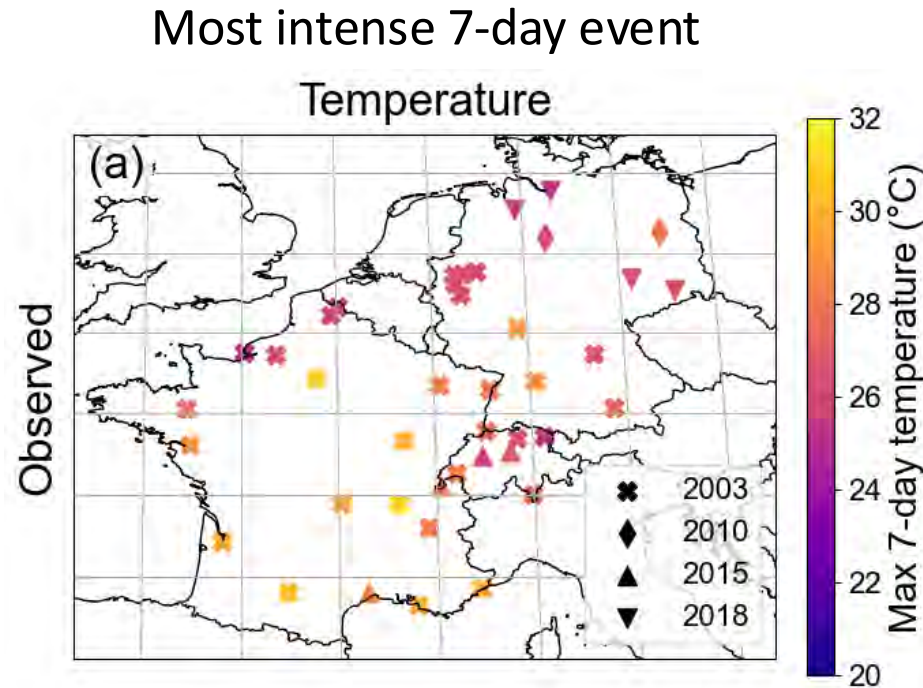 Most intense 7-day event
Temperature
(a)
Observed
2003
2010
2015
2018
32
30
28
26
24
22
20
Max 7-day temperature (°C)